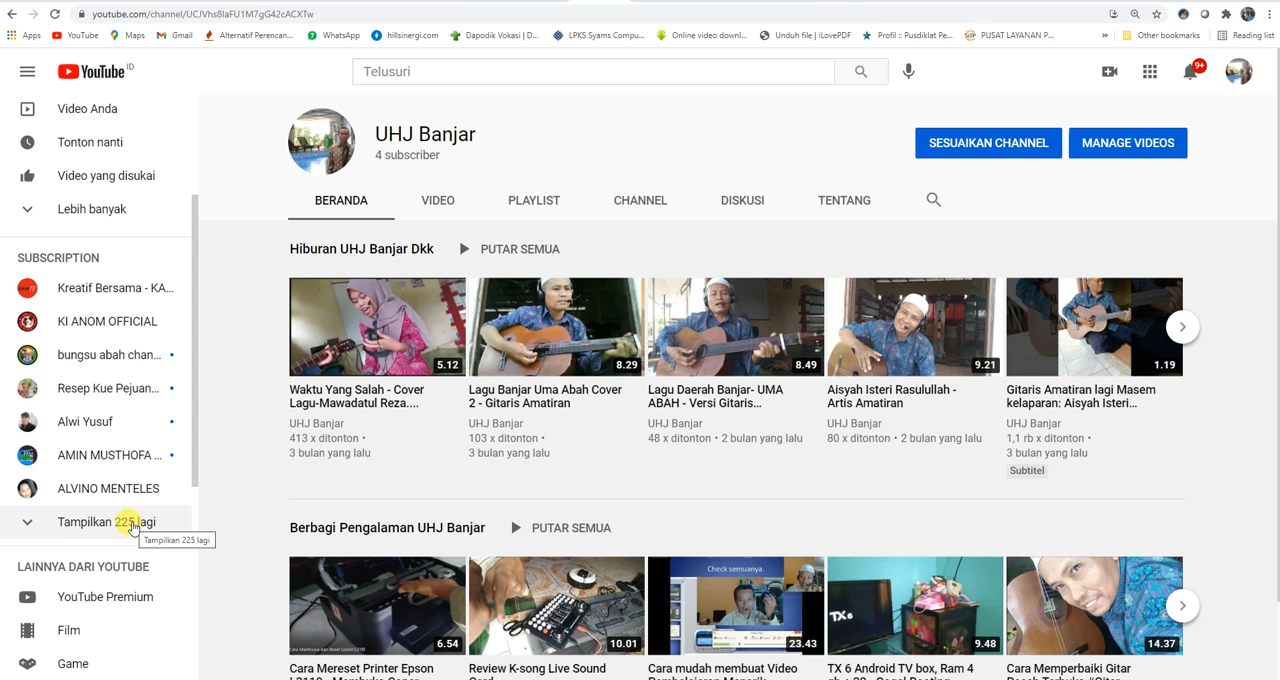 youtube.com/channel/UCJVhs8IaFU1M7gG42cACXTw
Apps
YouTube
Maps
Gmail
Alternatif Perencan...
WhatsApp
hillsinergi.com
Dapodik Vokasi | D...
LPKS Syams Compu...
Online video downl...
Unduh file | iLovePDF
Profil :: Pusdiklat Pe...
PUSAT LAYANAN P...
»
Other bookmarks
Reading list
YouTube ID
Telusuri
9+
Video Anda
Tonton nanti
Video yang disukai
Lebih banyak
SUBSCRIPTION
Kreatif Bersama - KA...
KI ANOM OFFICIAL
bungsu abah chan...
Resep Kue Pejuan...
Alwi Yusuf
AMIN MUSTHOFA ...
ALVINO MENTELES
Tampilkan 225 lagi
Tampilkan 225 lagi
LAINNYA DARI YOUTUBE
YouTube Premium
Film
Game
UHJ Banjar
4 subscriber
SESUAIKAN CHANNEL
MANAGE VIDEOS
BERANDA
VIDEO
PLAYLIST
CHANNEL
DISKUSI
TENTANG
Hiburan UHJ Banjar Dkk
PUTAR SEMUA
5.12
Waktu Yang Salah - Cover
Lagu-Mawadatul Reza....
UHJ Banjar
413 x ditonton •
3 bulan yang lalu
8.29
Lagu Banjar Uma Abah Cover
2 - Gitaris Amatiran
UHJ Banjar
103 x ditonton •
3 bulan yang lalu
8.49
Lagu Daerah Banjar- UMA
ABAH - Versi Gitaris...
UHJ Banjar
48 x ditonton • 2 bulan yang lalu
9.21
Aisyah Isteri Rasulullah -
Artis Amatiran
UHJ Banjar
80 x ditonton • 2 bulan yang lalu
1.19
Gitaris Amatiran lagi Masem
kelaparan: Aisyah Isteri...
UHJ Banjar
1,1 rb x ditonton •
3 bulan yang lalu
Subtitel
Berbagi Pengalaman UHJ Banjar
PUTAR SEMUA
6.54
Cara Mereset Printer Epson
10.01
Review K-song Live Sound
Check semuanya.
23.43
Cara mudah membuat Video
TX6
9.48
TX 6 Android TV box, Ram 4
14.37
Cara Memperbaiki Gitar